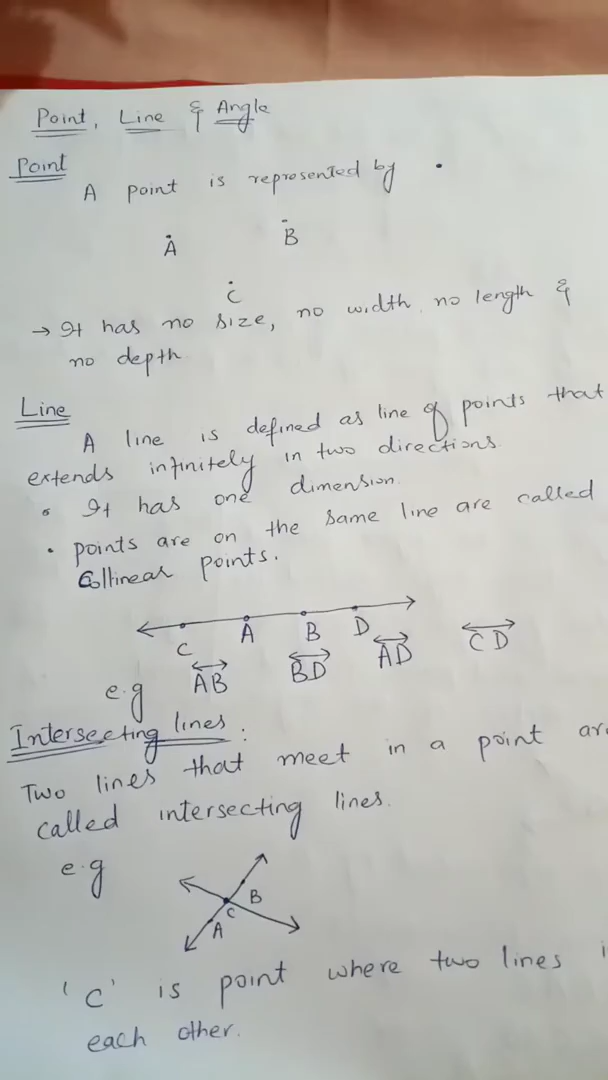 Point, Line & Angle
Point
A point is represented by •
A B
C
→ It has no size, no width, no length &
no depth
Line
A line is defined as line of points that
extends infinitely in two directions.
• It has one dimension.
• points are on the same line are called
Collinear points.
C A B D
e.g AB BD AD CD
Intersecting lines :
Two lines that meet in a point are
called intersecting lines.
e.g
B
C
A
'C' is point where two lines
each other.